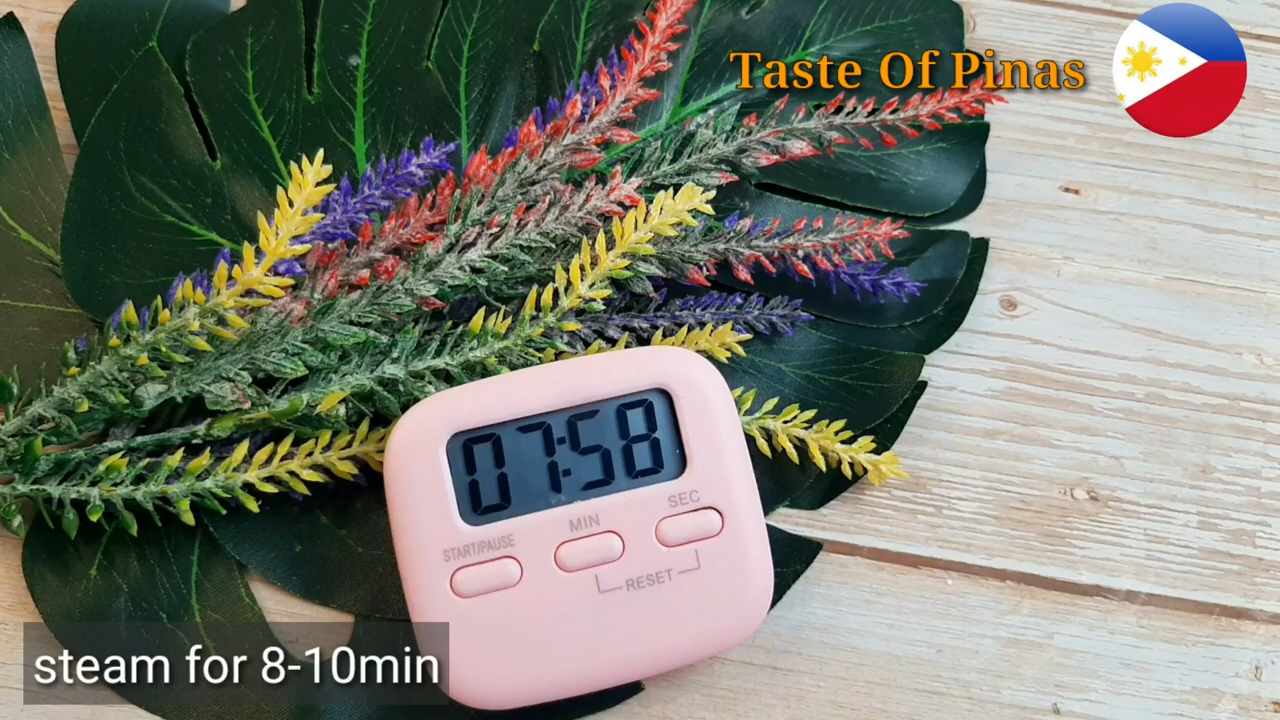 Taste Of Pinas
07:58
START/PAUSE
MIN
SEC
RESET
steam for 8-10min